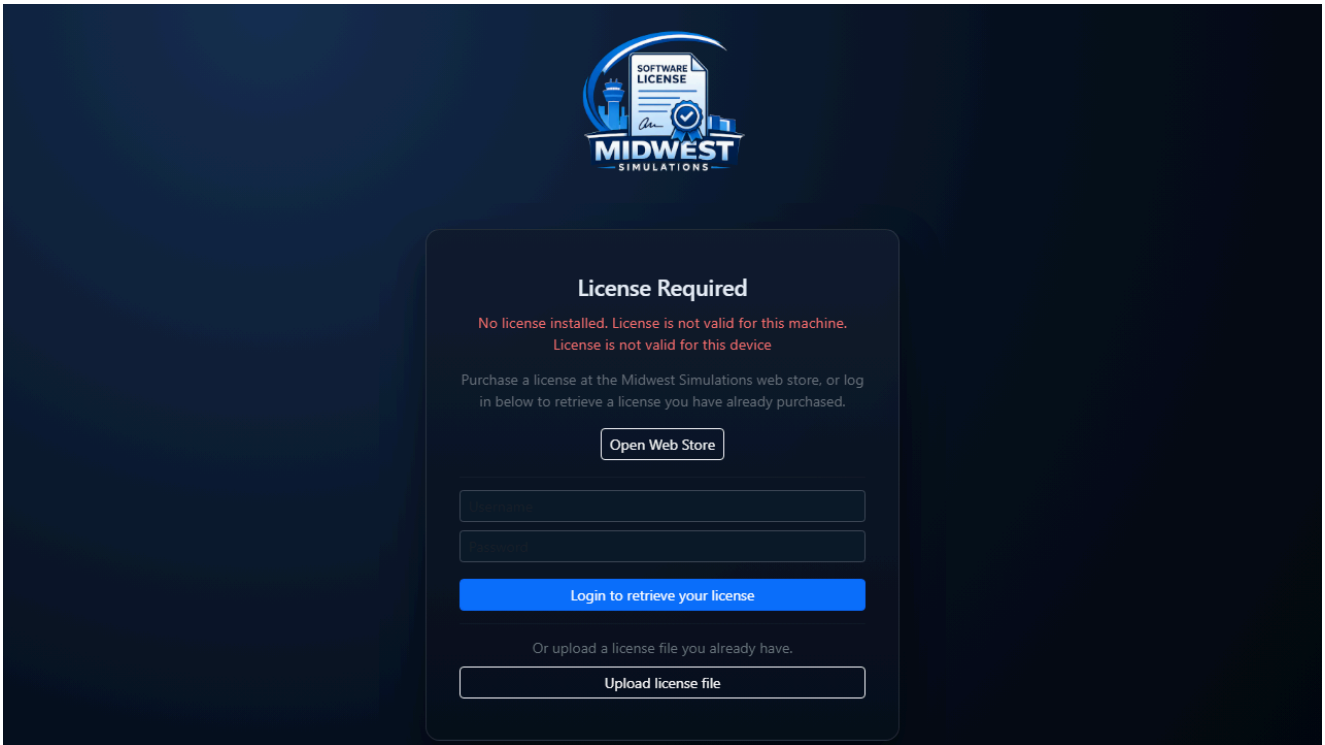 SOFTWARE
LICENSE
MIDWEST
SIMULATIONS
License Required
No license installed. License is not valid for this machine.
License is not valid for this device
Purchase a license at the Midwest Simulations web store, or log
in below to retrieve a license you have already purchased.
Open Web Store
Username
Password
Login to retrieve your license
Or upload a license file you already have.
Upload license file